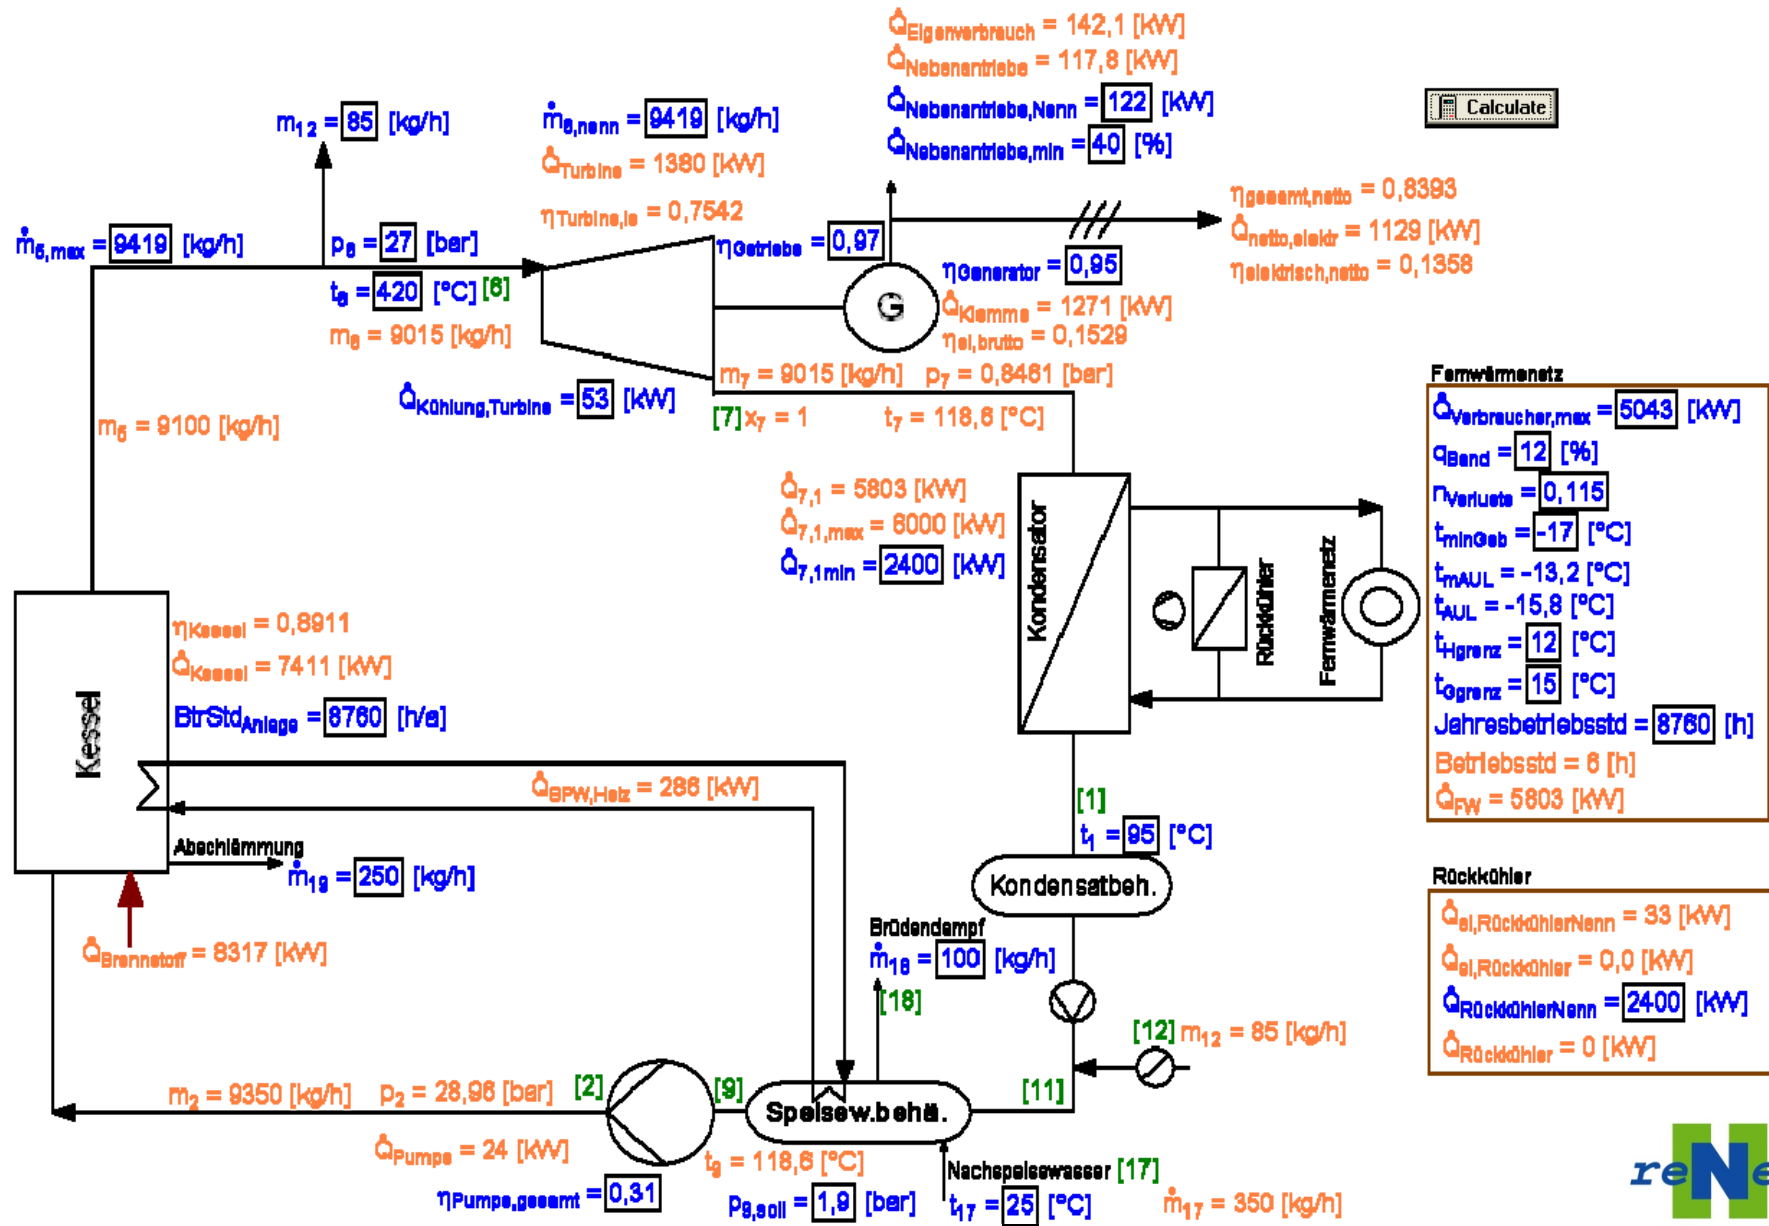 Q̇Eigenverbrauch = 142,1 [kW]
Q̇Nebenantriebe = 117,8 [kW]
Q̇Nebenantriebe,Nenn = 122 [kW]
Q̇Nebenantriebe,min = 40 [%]
Calculate
m12 = 85 [kg/h]
ṁ6,nenn = 9419 [kg/h]
Q̇Turbine = 1380 [kW]
ηTurbine,is = 0,7542
ṁ5,max = 9419 [kg/h]
p6 = 27 [bar]
t6 = 420 [°C] [6]
m6 = 9015 [kg/h]
ηGetriebe = 0,97
G
ηGenerator = 0,95
Q̇Klemme = 1271 [kW]
ηel,brutto = 0,1529
ηgesamt,netto = 0,8393
Q̇netto,elektr = 1129 [kW]
ηelektrisch,netto = 0,1358
Q̇Kühlung,Turbine = 53 [kW]
m7 = 9015 [kg/h] p7 = 0,8461 [bar]
[7] x7 = 1 t7 = 118,6 [°C]
m5 = 9100 [kg/h]
Q̇7,1 = 5803 [kW]
Q̇7,1,max = 6000 [kW]
Q̇7,1min = 2400 [kW]
Kondensator
Rückkühler
Fernwärmenetz
Fernwärmenetz
Q̇Verbraucher,max = 5043 [kW]
qBand = 12 [%]
nVerluste = 0,115
tminGeb = -17 [°C]
tmAUL = -13,2 [°C]
tAUL = -15,8 [°C]
tHgrenz = 12 [°C]
tGgrenz = 15 [°C]
Jahresbetriebsstd = 8760 [h]
Betriebsstd = 6 [h]
Q̇FW = 5803 [kW]
Kessel
ηKessel = 0,8911
Q̇Kessel = 7411 [kW]
BtrStdAnlage = 8760 [h/a]
Q̇SPW,Heiz = 286 [kW]
Abschlämmung
ṁ19 = 250 [kg/h]
Q̇Brennstoff = 8317 [kW]
[1]
t1 = 95 [°C]
Kondensatbeh.
Brüdendampf
ṁ18 = 100 [kg/h]
[18]
[12] m12 = 85 [kg/h]
Rückkühler
Q̇el,RückkühlerNenn = 33 [kW]
Q̇el,Rückkühler = 0,0 [kW]
Q̇RückkühlerNenn = 2400 [kW]
Q̇Rückkühler = 0 [kW]
m2 = 9350 [kg/h] p2 = 28,96 [bar] [2]
[9]
Speisew.behä.
[11]
Q̇Pumpe = 24 [kW]
t9 = 118,6 [°C]
Nachspeisewasser [17]
ηPumpe,gesamt = 0,31
p9,soll = 1,9 [bar]
t17 = 25 [°C]
ṁ17 = 350 [kg/h]
reNe